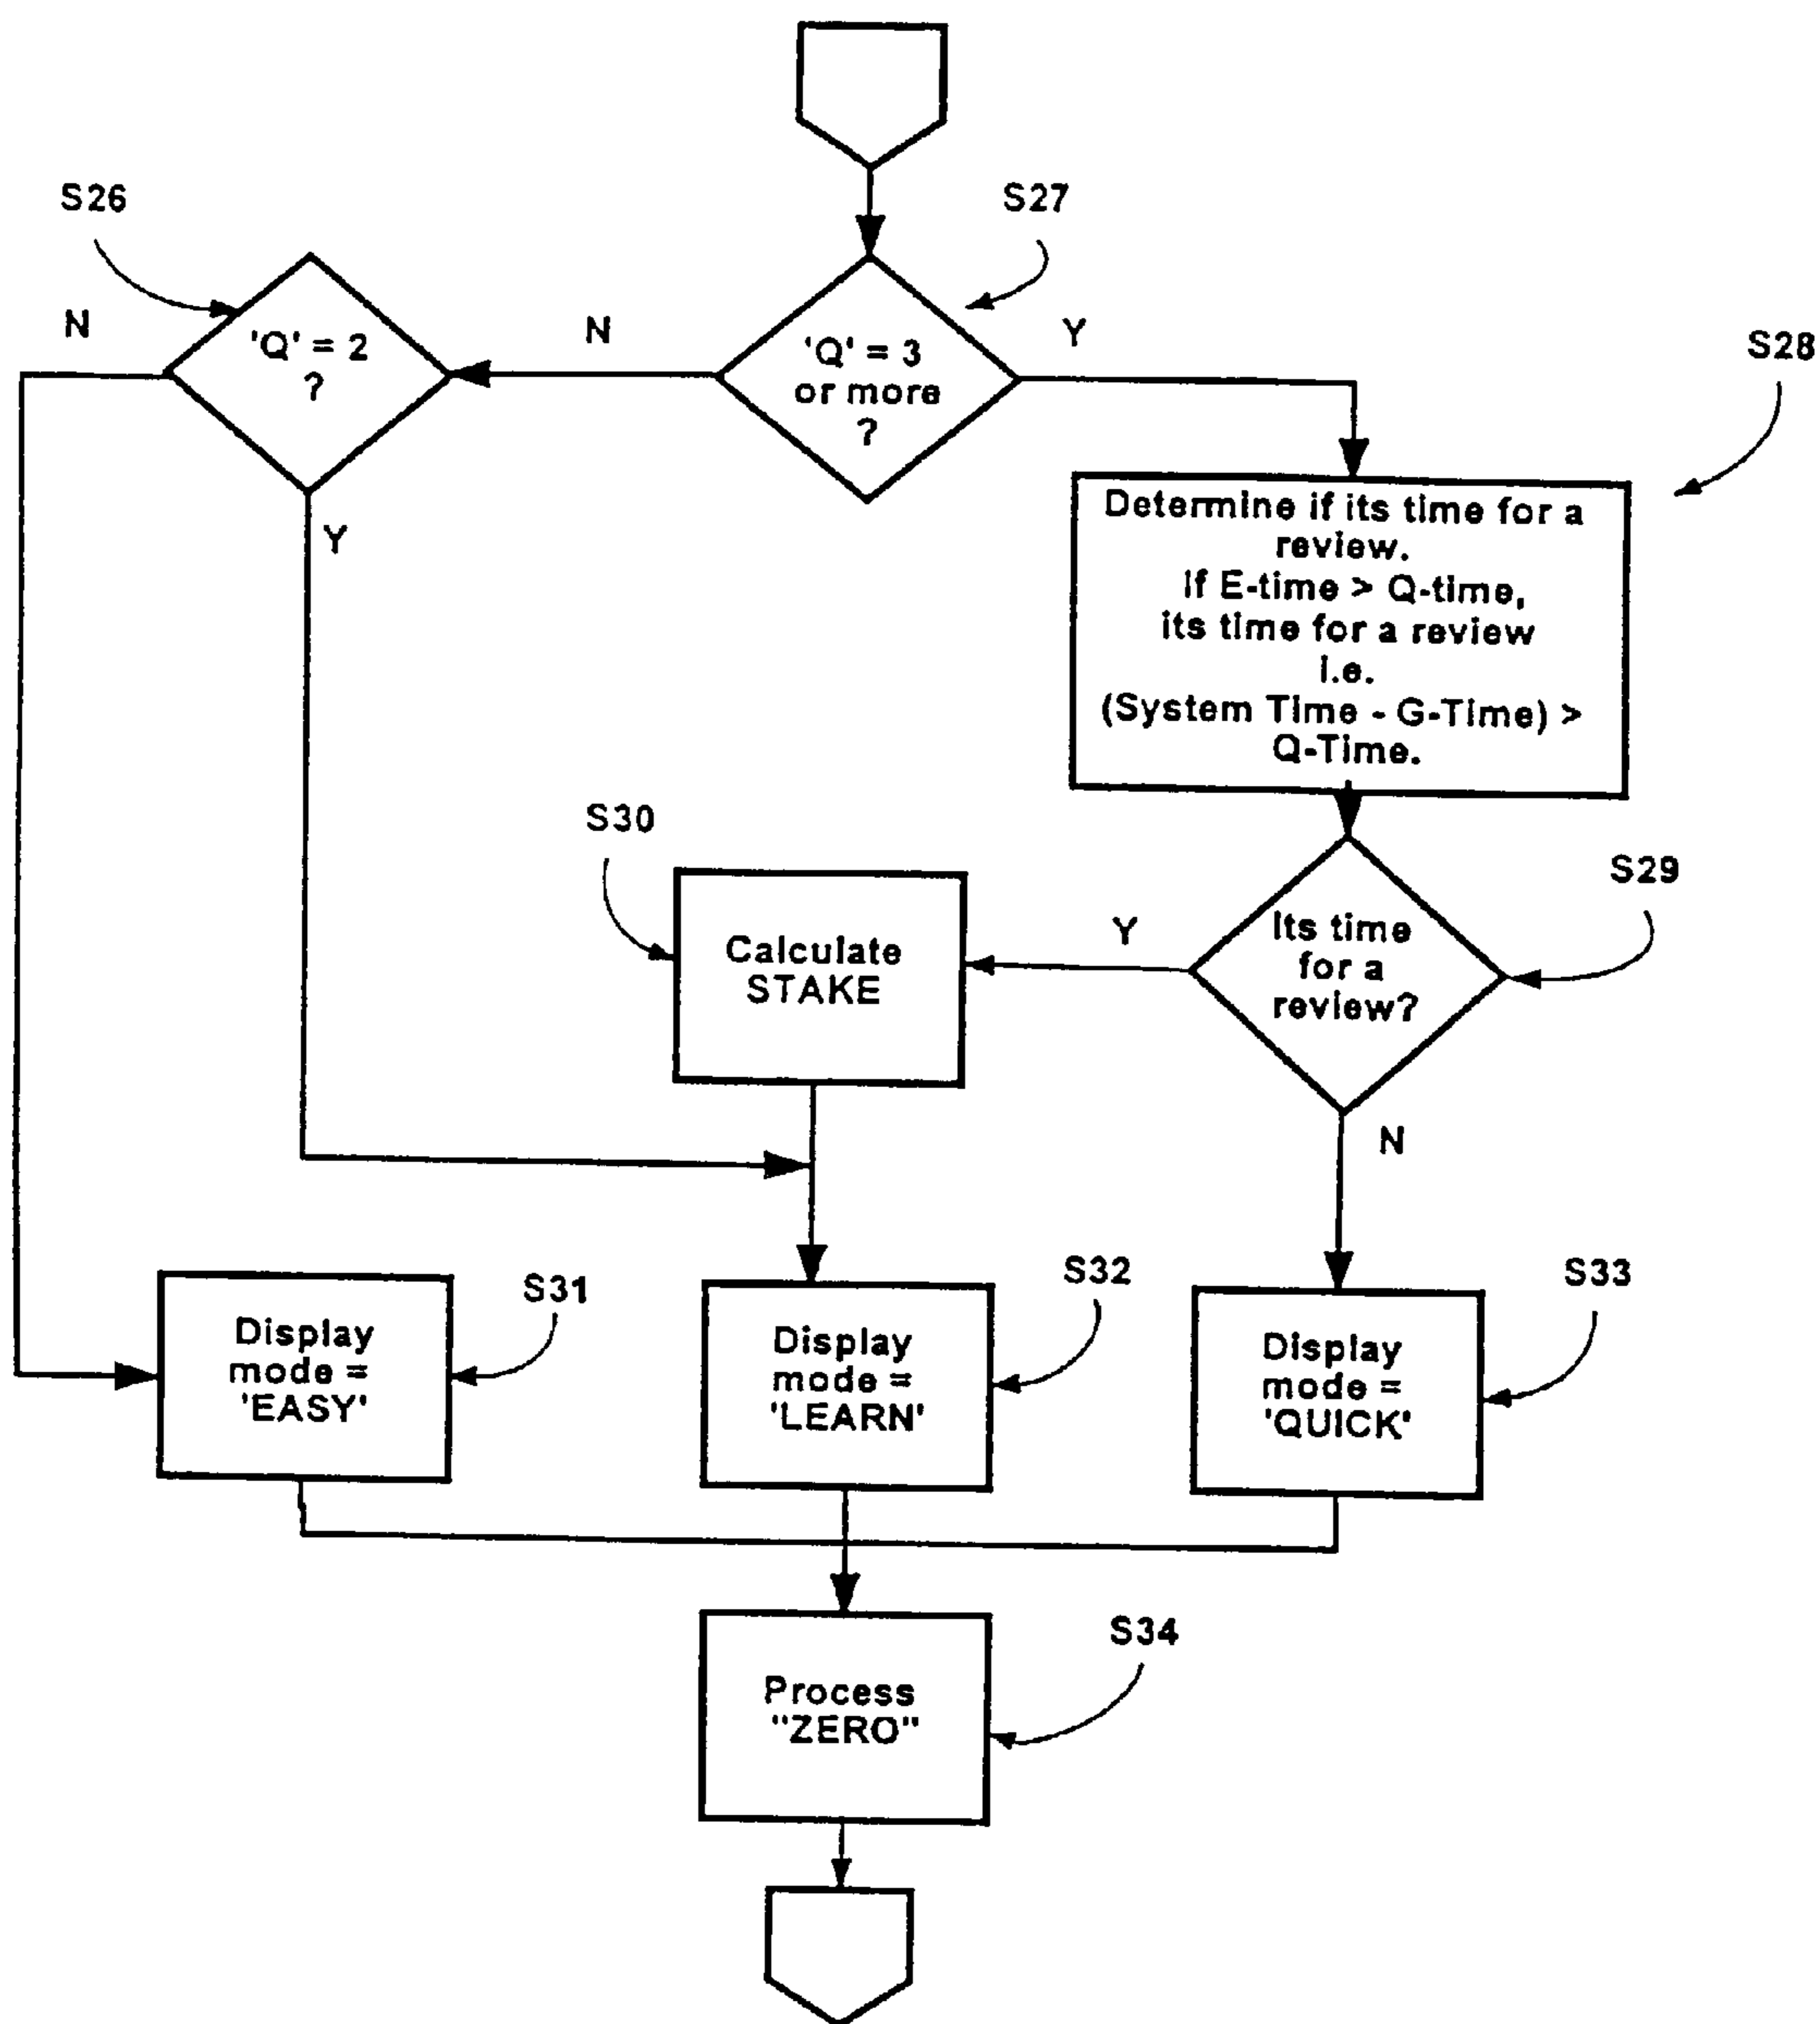 S26
S27
N
'Q' = 2
?
N
'Q' = 3
or more
?
Y
S28
Y
Determine if its time for a
review.
If E-time > Q-time,
its time for a review
i.e.
(System Time - G-Time) >
Q-Time.
S30
Calculate
STAKE
Y
Its time
for a
review?
S29
N
Display
mode =
'EASY'
S31
Display
mode =
'LEARN'
S32
Display
mode =
'QUICK'
S33
Process
"ZERO"
S34